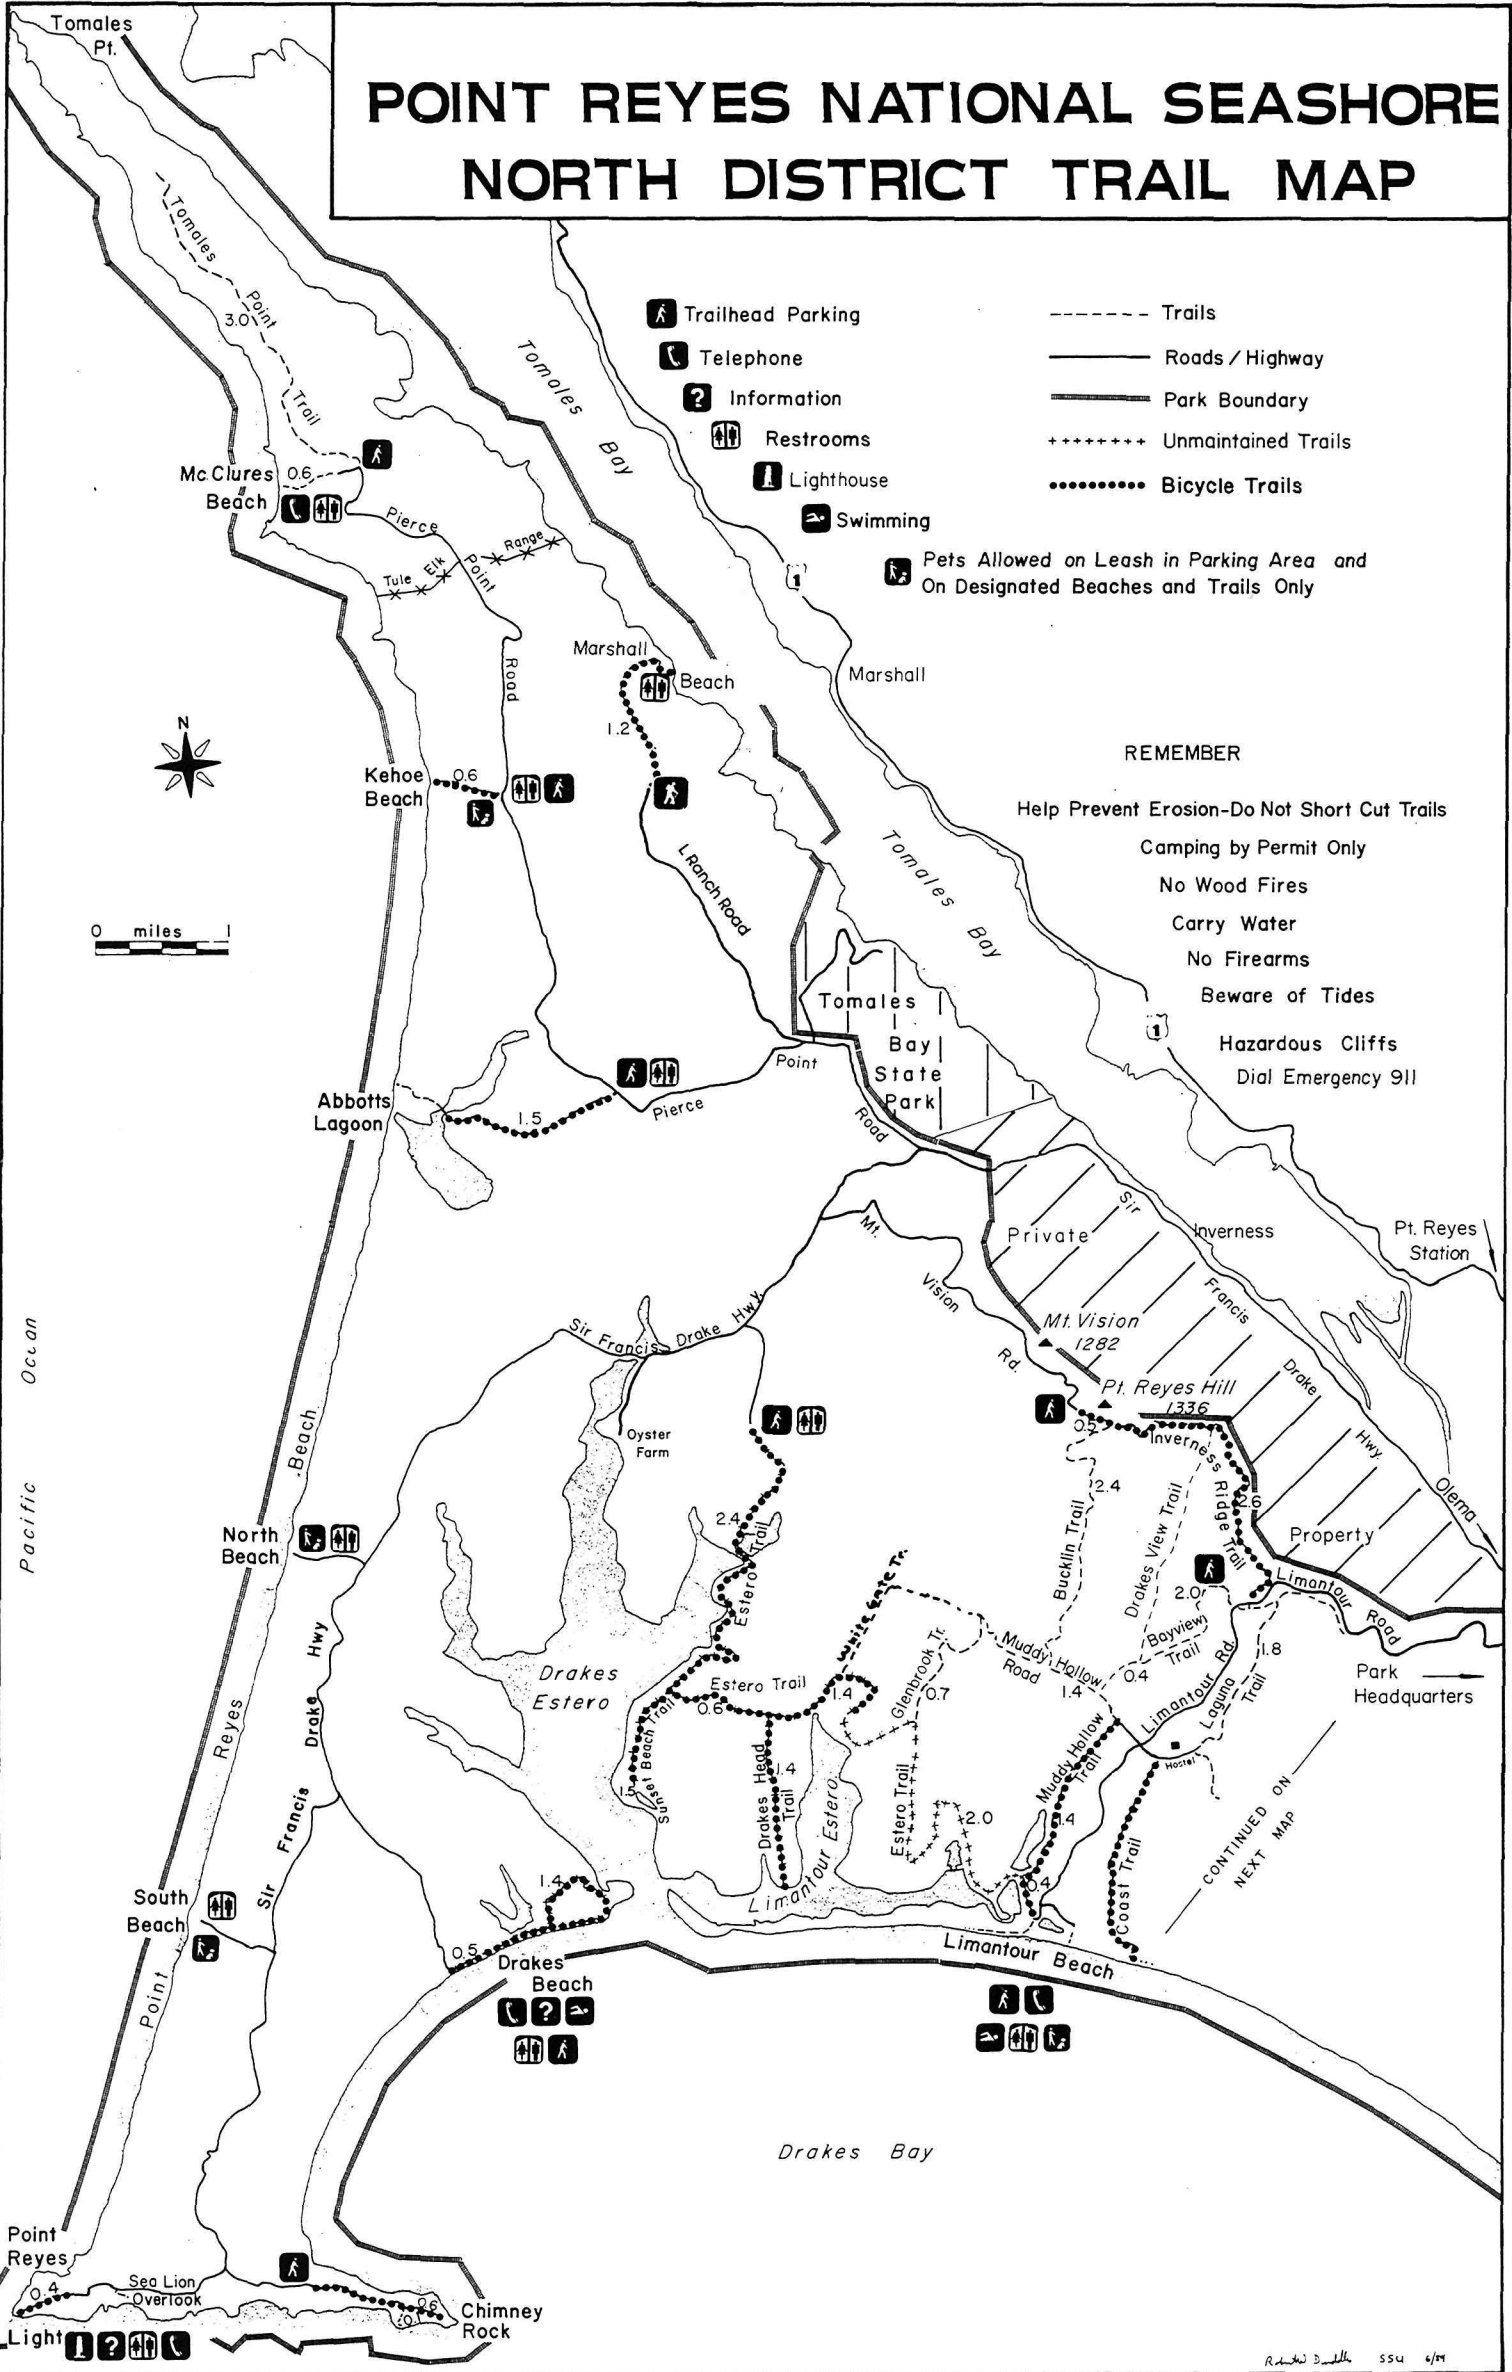 POINT REYES NATIONAL SEASHORE
NORTH DISTRICT TRAIL MAP
Tomales
Pt.
Tomales
Point
3.0
Trail
Trailhead Parking
Telephone
Information
Restrooms
Lighthouse
Swimming
Pets Allowed on Leash in Parking Area and
On Designated Beaches and Trails Only
Trails
Roads / Highway
Park Boundary
Unmaintained Trails
Bicycle Trails
Tomales
Bay
Mc.Clures
Beach
0.6
Pierce
Point
Road
Tule Elk Range
1
Marshall
Marshall
Beach
1.2
N
Kehoe
Beach
0.6
L Ranch Road
REMEMBER
Help Prevent Erosion-Do Not Short Cut Trails
Camping by Permit Only
No Wood Fires
Carry Water
No Firearms
Beware of Tides
Hazardous Cliffs
Dial Emergency 911
Tomales
Bay
0 miles 1
1
Tomales
Bay
State
Park
Abbotts
Lagoon
1.5
Pierce
Point
Road
Mt.
Vision
Rd.
Private
Property
Sir
Francis
Drake
Hwy.
Inverness
Pt. Reyes
Station
Olema
Mt. Vision
1282
Pt. Reyes Hill
1336
Sir Francis Drake Hwy.
Oyster
Farm
Pacific Ocean
Point Reyes Beach
North
Beach
Sir Francis Drake Hwy
South
Beach
Drakes
Estero
2.4
Estero Trail
Estero Trail
0.6
Sunset Beach Trail
1.5
Drakes Head
Trail
1.4
1.4
White Gate Tr.
Glenbrook Tr.
0.7
Muddy Hollow
Road
1.4
Bucklin Trail
2.4
0.5
Inverness Ridge Trail
2.6
Drakes View Trail
2.0
Bayview
Trail
0.4
Limantour Road
Limantour Rd.
Laguna
Trail
1.8
Hostel
Park
Headquarters
Muddy Hollow
Trail
1.4
0.4
Estero Trail
2.0
Limantour Estero
Coast Trail
CONTINUED ON
NEXT MAP
1.4
0.5
Drakes
Beach
Limantour Beach
Drakes Bay
Point
Reyes
Light
0.4
Sea Lion
Overlook
0.6
Chimney
Rock
SSU 6/89